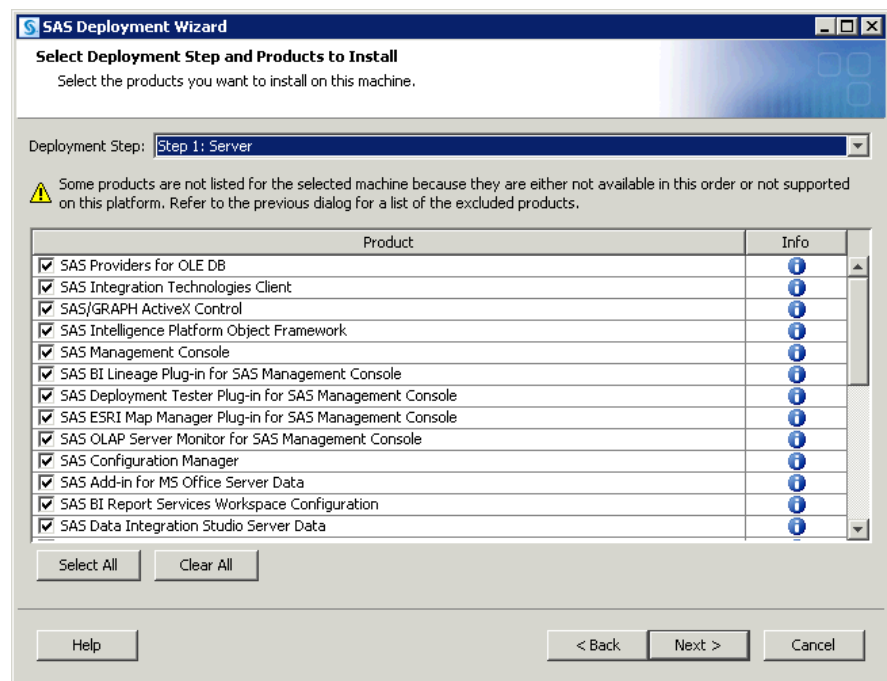 SAS Deployment Wizard
Select Deployment Step and Products to Install
Select the products you want to install on this machine.
Deployment Step: Step 1: Server
Some products are not listed for the selected machine because they are either not available in this order or not supported
on this platform. Refer to the previous dialog for a list of the excluded products.
Product Info
SAS Providers for OLE DB
SAS Integration Technologies Client
SAS/GRAPH ActiveX Control
SAS Intelligence Platform Object Framework
SAS Management Console
SAS BI Lineage Plug-in for SAS Management Console
SAS Deployment Tester Plug-in for SAS Management Console
SAS ESRI Map Manager Plug-in for SAS Management Console
SAS OLAP Server Monitor for SAS Management Console
SAS Configuration Manager
SAS Add-in for MS Office Server Data
SAS BI Report Services Workspace Configuration
SAS Data Integration Studio Server Data
Select All Clear All
Help < Back Next > Cancel